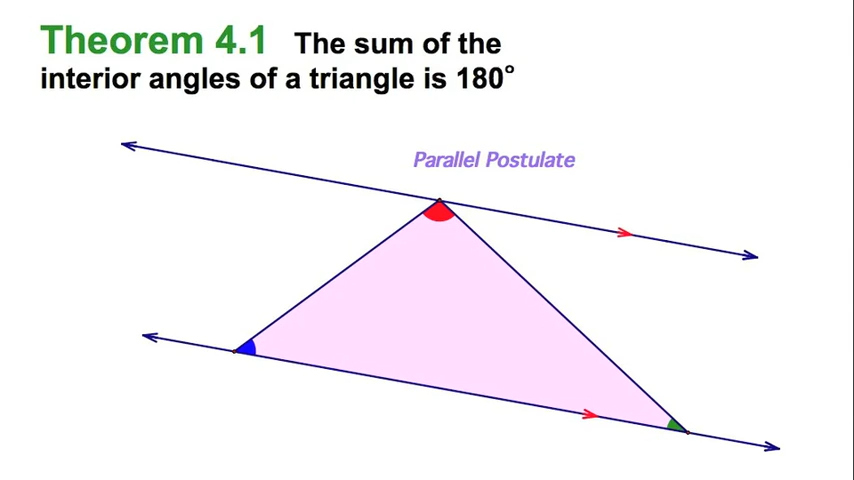 Theorem 4.1 The sum of the
interior angles of a triangle is 180°
Parallel Postulate